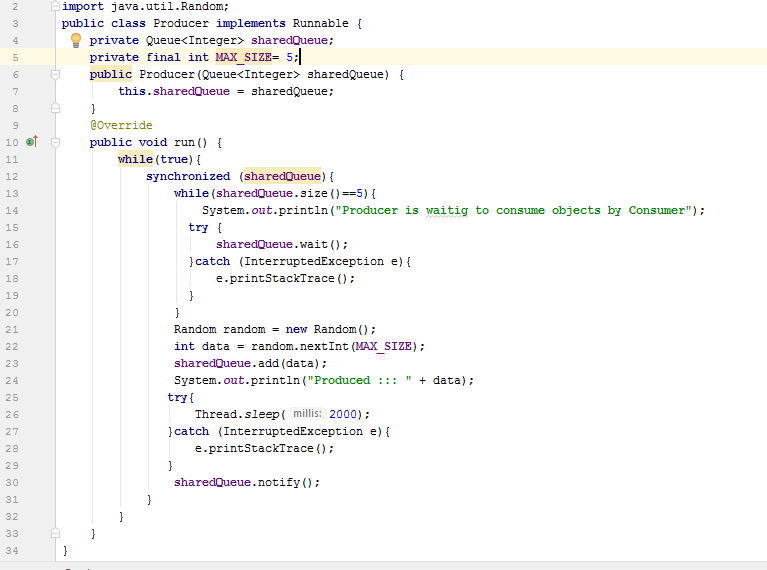 2 import java.util.Random;
3 public class Producer implements Runnable {
4 private Queue<Integer> sharedQueue;
5 private final int MAX_SIZE= 5;
6 public Producer(Queue<Integer> sharedQueue) {
7 this.sharedQueue = sharedQueue;
8 }
9 @Override
10 public void run() {
11 while(true){
12 synchronized (sharedQueue){
13 while(sharedQueue.size()==5){
14 System.out.println("Producer is waitig to consume objects by Consumer");
15 try {
16 sharedQueue.wait();
17 }catch (InterruptedException e){
18 e.printStackTrace();
19 }
20 }
21 Random random = new Random();
22 int data = random.nextInt(MAX_SIZE);
23 sharedQueue.add(data);
24 System.out.println("Produced ::: " + data);
25 try{
26 Thread.sleep( millis: 2000);
27 }catch (InterruptedException e){
28 e.printStackTrace();
29 }
30 sharedQueue.notify();
31 }
32 }
33 }
34 }